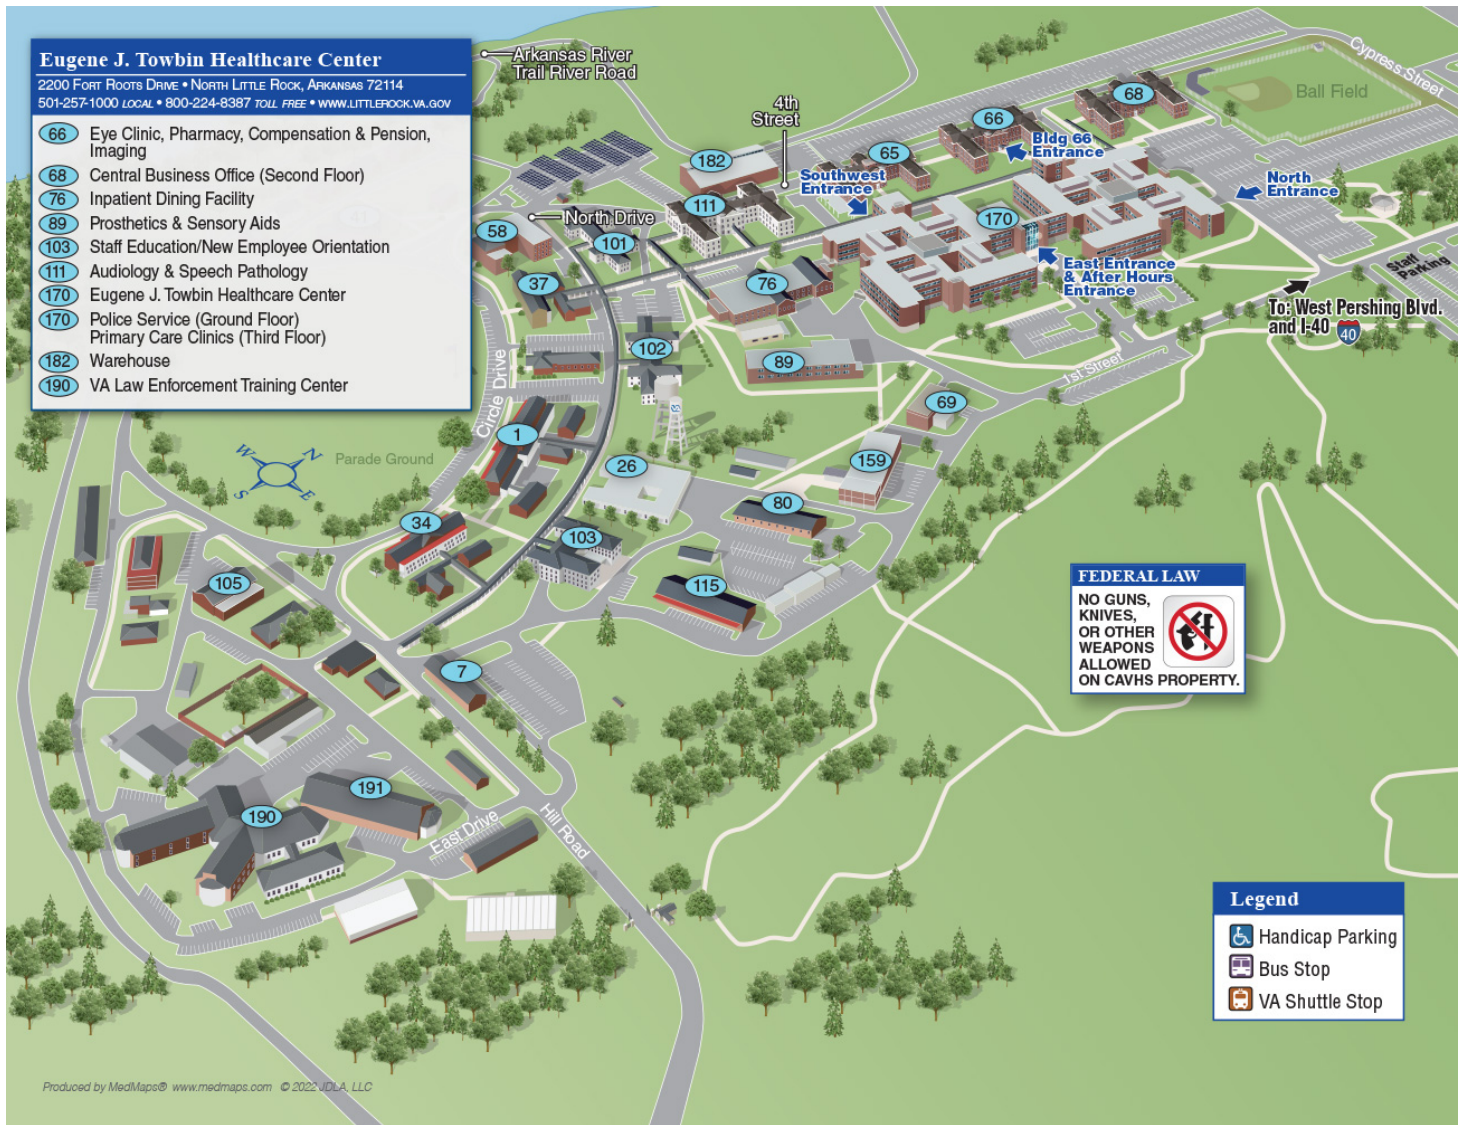 Eugene J. Towbin Healthcare Center
2200 Fort Roots Drive • North Little Rock, Arkansas 72114
501-257-1000 local • 800-224-8387 toll free • www.littlerock.va.gov
66 Eye Clinic, Pharmacy, Compensation & Pension,
Imaging
68 Central Business Office (Second Floor)
76 Inpatient Dining Facility
89 Prosthetics & Sensory Aids
103 Staff Education/New Employee Orientation
111 Audiology & Speech Pathology
170 Eugene J. Towbin Healthcare Center
170 Police Service (Ground Floor)
Primary Care Clinics (Third Floor)
182 Warehouse
190 VA Law Enforcement Training Center
Arkansas River
Trail River Road
4th
Street
Cypress Street
Ball Field
68
66
Bldg 66
Entrance
65
182
Southwest
Entrance
North
Entrance
111
170
North Drive
58
101
East Entrance
& After Hours
Entrance
Staff
Parking
37
76
To: West Pershing Blvd.
and I-40
40
102
89
1st Street
Circle Drive
69
1
W
N
S
E
Parade Ground
26
159
80
34
103
105
115
7
191
190
East Drive
Hill Road
FEDERAL LAW
NO GUNS,
KNIVES,
OR OTHER
WEAPONS
ALLOWED
ON CAVHS PROPERTY.
Legend
Handicap Parking
Bus Stop
VA Shuttle Stop
Produced by MedMaps® www.medmaps.com © 2022 JDLA, LLC